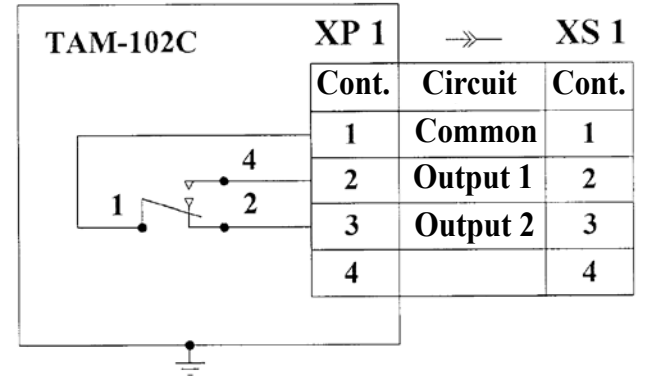 TAM-102C XP 1 XS 1
Cont. Circuit Cont.
1 Common 1
4
2 Output 1 2
1 2
3 Output 2 3
4 4